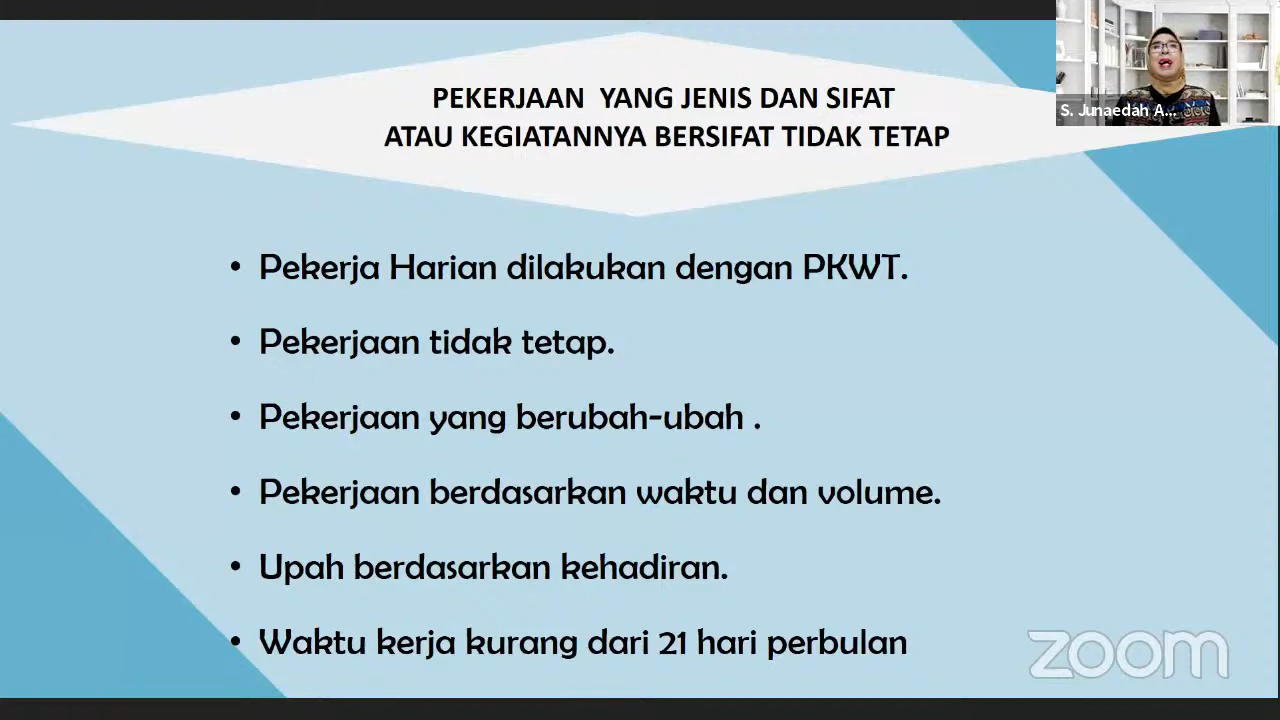 PEKERJAAN YANG JENIS DAN SIFAT
ATAU KEGIATANNYA BERSIFAT TIDAK TETAP
S. Junaedah A...
• Pekerja Harian dilakukan dengan PKWT.
• Pekerjaan tidak tetap.
• Pekerjaan yang berubah-ubah .
• Pekerjaan berdasarkan waktu dan volume.
• Upah berdasarkan kehadiran.
• Waktu kerja kurang dari 21 hari perbulan
zoom